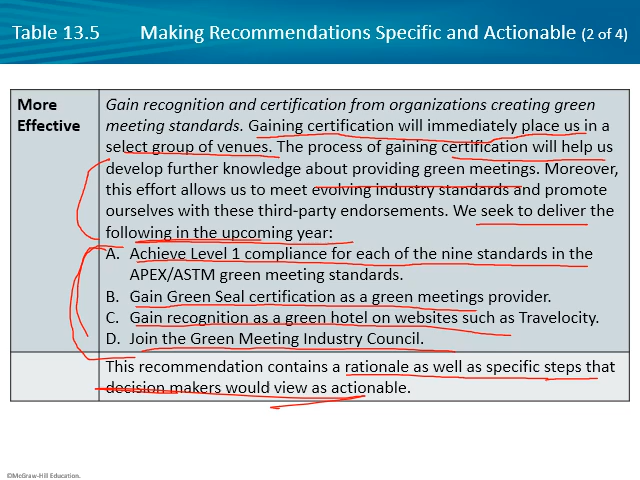 Table 13.5 Making Recommendations Specific and Actionable (2 of 4)
More
Effective
Gain recognition and certification from organizations creating green
meeting standards. Gaining certification will immediately place us in a
select group of venues. The process of gaining certification will help us
develop further knowledge about providing green meetings. Moreover,
this effort allows us to meet evolving industry standards and promote
ourselves with these third-party endorsements. We seek to deliver the
following in the upcoming year:
A. Achieve Level 1 compliance for each of the nine standards in the
APEX/ASTM green meeting standards.
B. Gain Green Seal certification as a green meetings provider.
C. Gain recognition as a green hotel on websites such as Travelocity.
D. Join the Green Meeting Industry Council.
This recommendation contains a rationale as well as specific steps that
decision makers would view as actionable.
©McGraw-Hill Education.